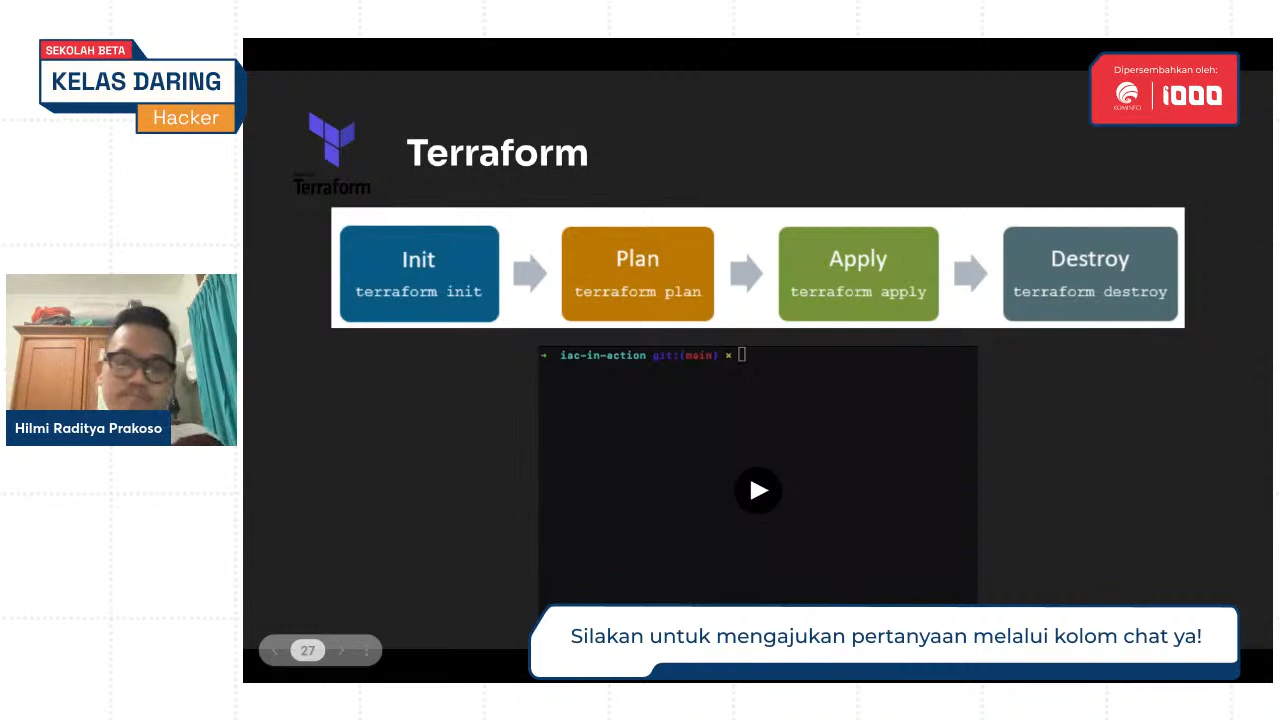 SEKOLAH BETA
KELAS DARING
Hacker
Dipersembahkan oleh:
KOMINFO
1000
Terraform
Terraform
Init
terraform init
Plan
terraform plan
Apply
terraform apply
Destroy
terraform destroy
→ iac-in-action git:(main) ×
Hilmi Raditya Prakoso
27
Silakan untuk mengajukan pertanyaan melalui kolom chat ya!